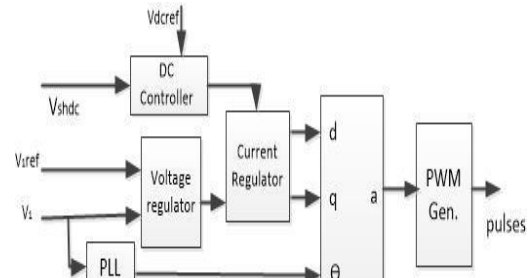 Vdcref
DC
Controller
Vshdc
V1ref
Voltage
regulator
V1
Current
Regulator
d
q
a
PWM
Gen.
pulses
PLL
Θ